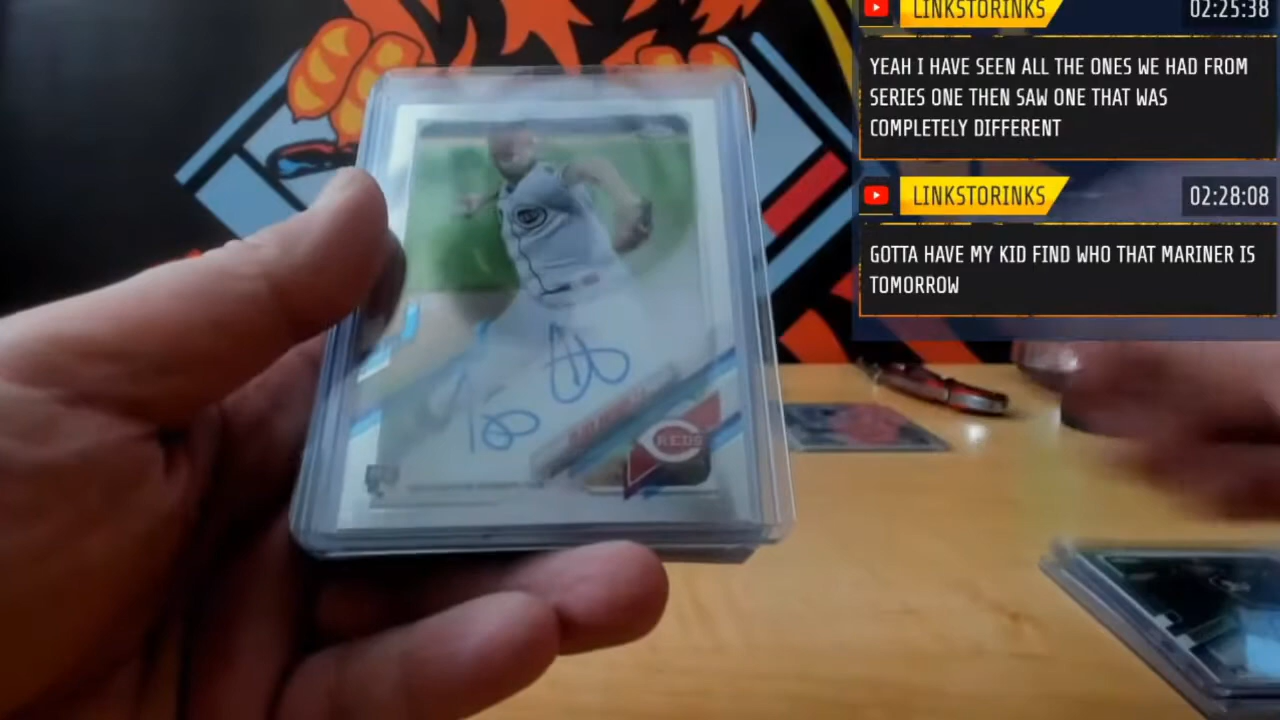 LINKSTORINKS
02:25:38
YEAH I HAVE SEEN ALL THE ONES WE HAD FROM
SERIES ONE THEN SAW ONE THAT WAS
COMPLETELY DIFFERENT
LINKSTORINKS
02:28:08
GOTTA HAVE MY KID FIND WHO THAT MARINER IS
TOMORROW
REDS